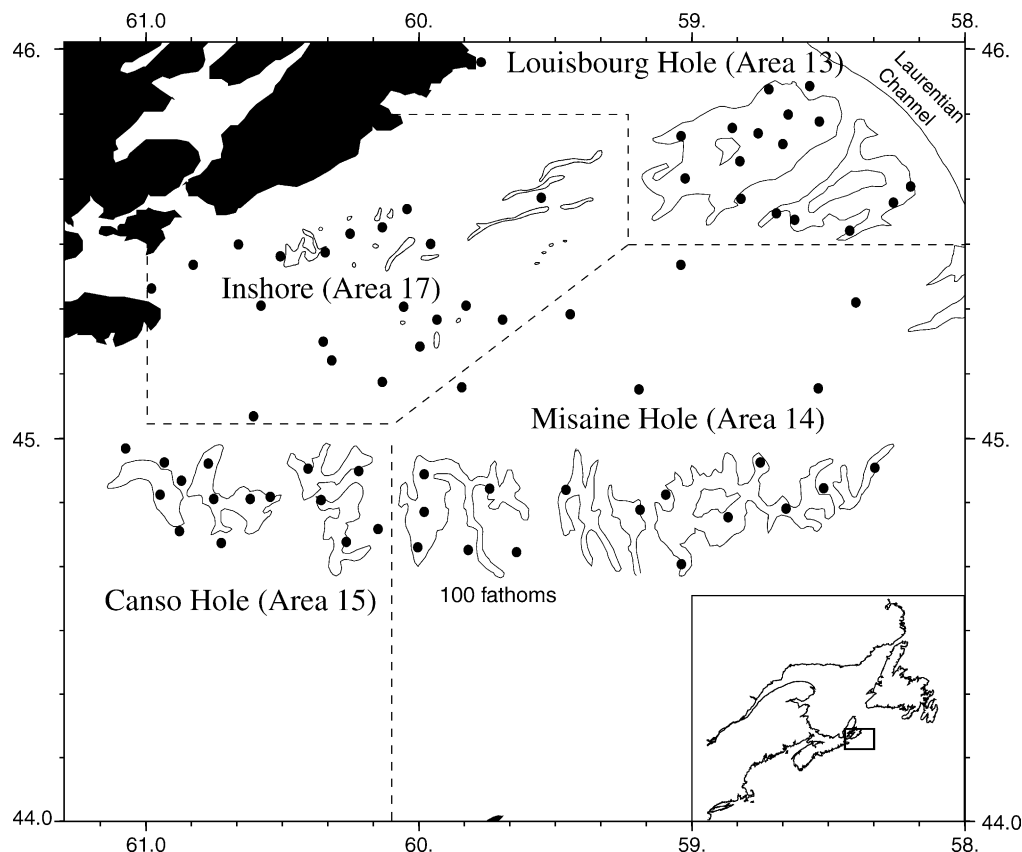 61.0 60. 59. 58.
46. Louisbourg Hole (Area 13) 46.
Laurentian
Channel
Inshore (Area 17)
Misaine Hole (Area 14)
45. 45.
Canso Hole (Area 15)
100 fathoms
44.0 44.0
61.0 60. 59. 58.